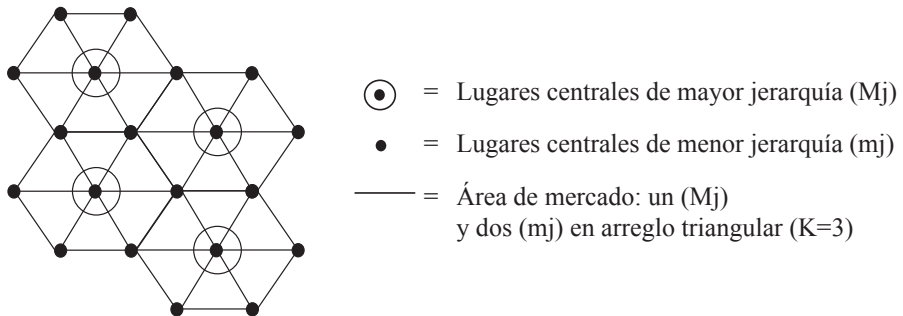 = Lugares centrales de mayor jerarquía (Mj)
= Lugares centrales de menor jerarquía (mj)
= Área de mercado: un (Mj)
y dos (mj) en arreglo triangular (K=3)